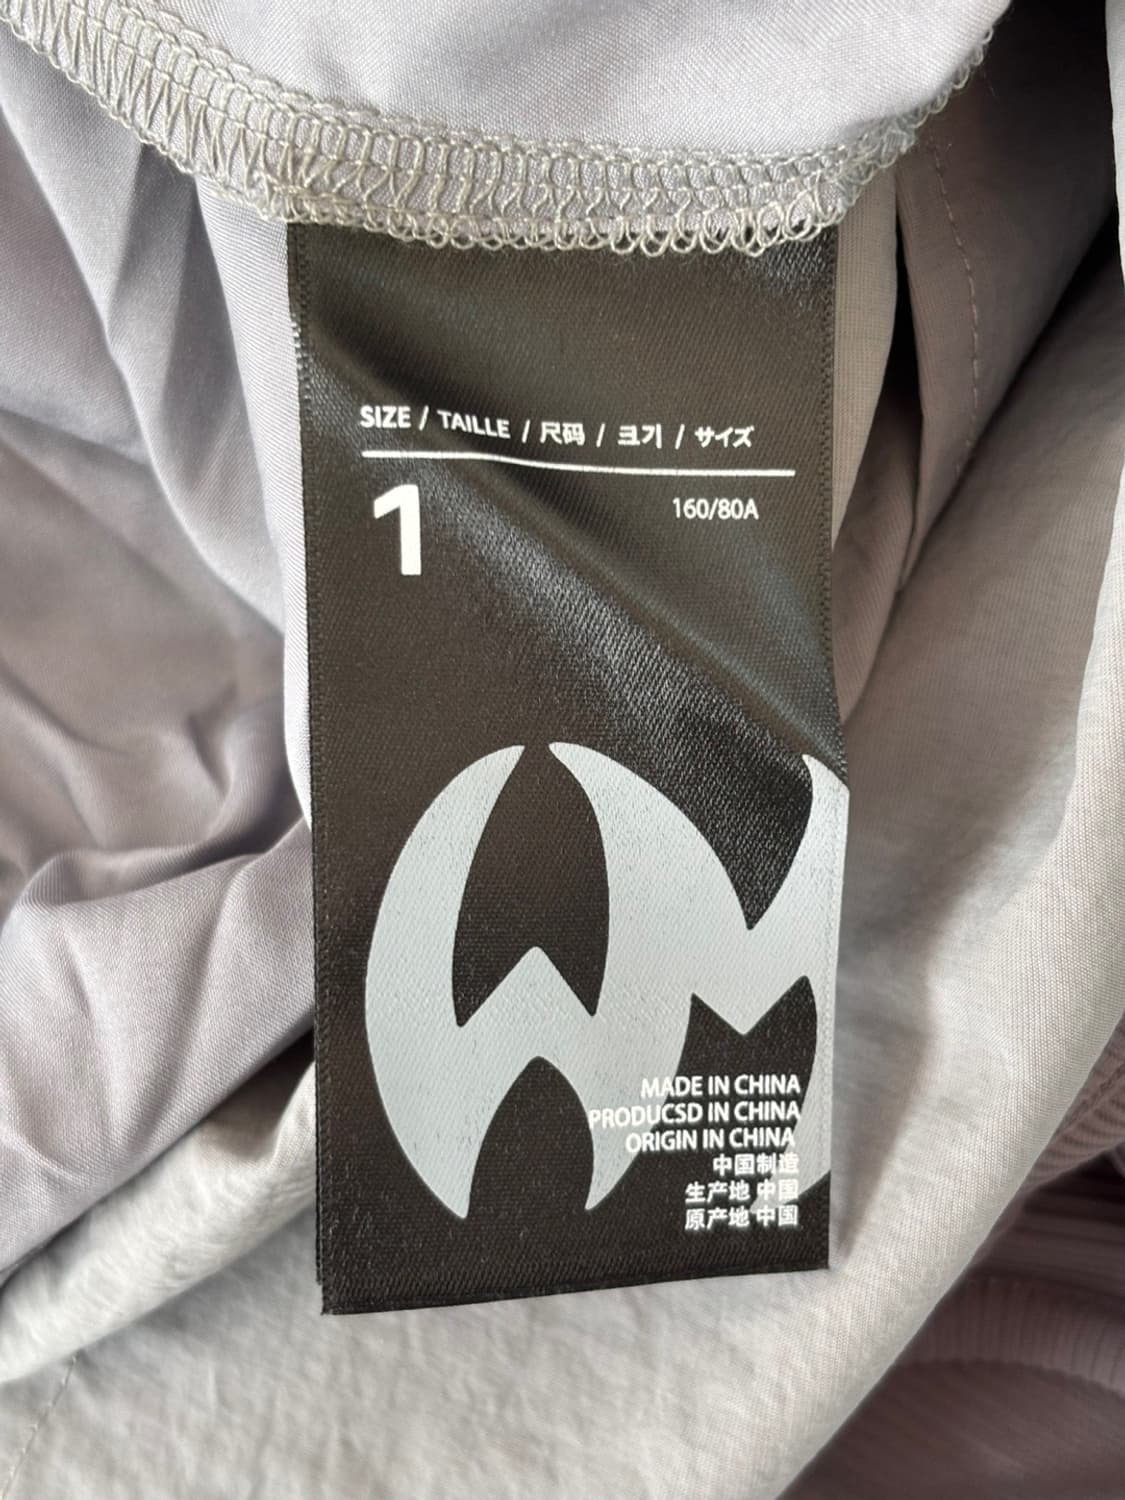 SIZE / TAILLE / 尺码 / 크기 / サイズ
1
160/80A
MADE IN CHINA
PRODUCSD IN CHINA
ORIGIN IN CHINA
中国制造
生产地 中国
原产地 中国